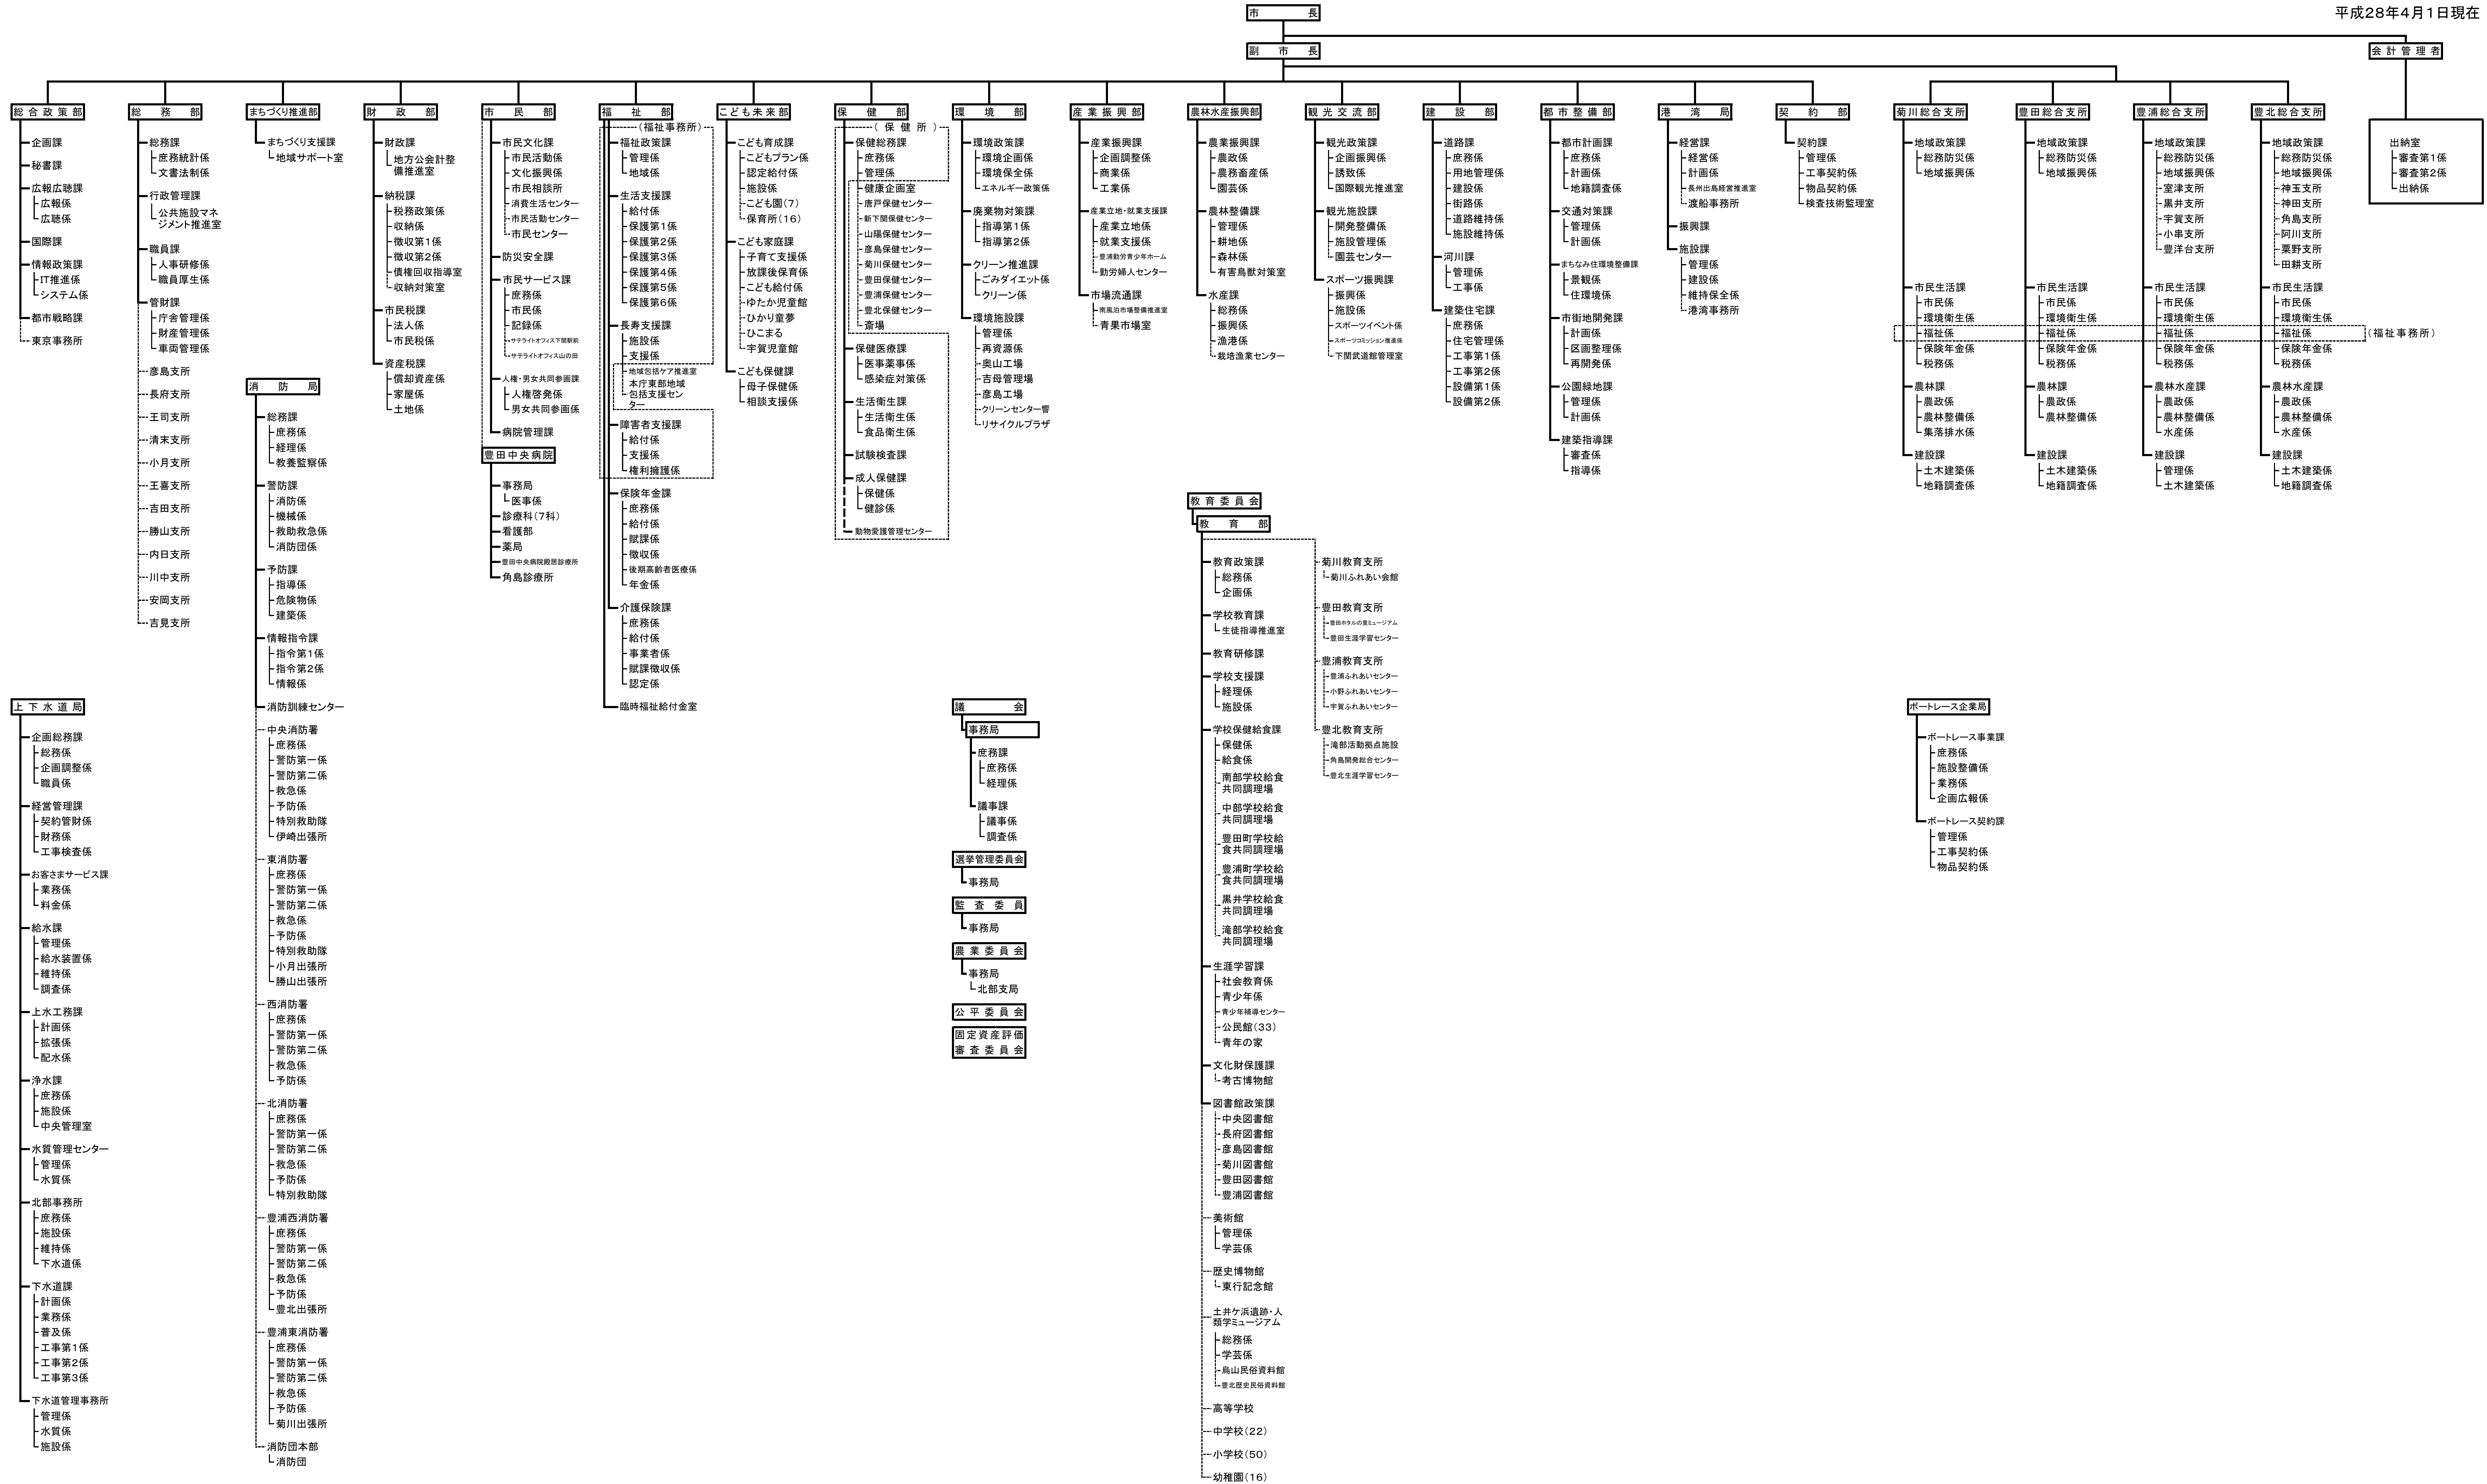 平成28年4月1日現在
市長
副市長
会計管理者
出納室
審査第1係
審査第2係
出納係
総合政策部
企画課
秘書課
広報広聴課
広報係
広聴係
国際課
情報政策課
IT推進係
システム係
都市戦略課
東京事務所
総務部
総務課
庶務統計係
文書法制係
行政管理課
公共施設マネ
ジメント推進室
職員課
人事研修係
職員厚生係
管財課
庁舎管理係
財産管理係
車両管理係
彦島支所
長府支所
王司支所
清末支所
小月支所
王喜支所
吉田支所
勝山支所
内日支所
川中支所
安岡支所
吉見支所
まちづくり推進部
まちづくり支援課
地域サポート室
財政部
財政課
地方公会計整
備推進室
納税課
税務政策係
収納係
徴収第1係
徴収第2係
債権回収指導室
収納対策室
市民税課
法人係
市民税係
資産税課
償却資産係
家屋係
土地係
市民部
市民文化課
市民活動係
文化振興係
市民相談所
消費生活センター
市民活動センター
市民センター
防災安全課
市民サービス課
庶務係
市民係
記録係
サテライトオフィス下関駅前
サテライトオフィス山の田
人権・男女共同参画課
人権啓発係
男女共同参画係
病院管理課
豊田中央病院
事務局
医事係
診療科(7科)
看護部
薬局
豊田中央病院殿居診療所
角島診療所
福祉部
(福祉事務所)
福祉政策課
管理係
地域係
生活支援課
給付係
保護第1係
保護第2係
保護第3係
保護第4係
保護第5係
保護第6係
長寿支援課
施設係
支援係
地域包括ケア推進室
本庁東部地域
包括支援セン
ター
障害者支援課
給付係
支援係
権利擁護係
保険年金課
庶務係
給付係
賦課係
徴収係
後期高齢者医療係
年金係
介護保険課
庶務係
給付係
事業者係
賦課徴収係
認定係
臨時福祉給付金室
こども未来部
こども育成課
こどもプラン係
認定給付係
施設係
こども園(7)
保育所(16)
こども家庭課
子育て支援係
放課後保育係
こども給付係
ゆたか児童館
ひかり童夢
ひこまる
宇賀児童館
こども保健課
母子保健係
相談支援係
保健部
(保健所)
保健総務課
庶務係
管理係
健康企画室
唐戸保健センター
新下関保健センター
山陽保健センター
彦島保健センター
菊川保健センター
豊田保健センター
豊浦保健センター
豊北保健センター
斎場
保健医療課
医事薬事係
感染症対策係
生活衛生課
生活衛生係
食品衛生係
試験検査課
成人保健課
保健係
健診係
動物愛護管理センター
環境部
環境政策課
環境企画係
環境保全係
エネルギー政策係
廃棄物対策課
指導第1係
指導第2係
クリーン推進課
ごみダイエット係
クリーン係
環境施設課
管理係
再資源係
奥山工場
吉母管理場
彦島工場
クリーンセンター響
リサイクルプラザ
産業振興部
産業振興課
企画調整係
商業係
工業係
産業立地・就業支援課
産業立地係
就業支援係
豊浦勤労青少年ホーム
勤労婦人センター
市場流通課
南風泊市場整備推進室
青果市場室
農林水産振興部
農業振興課
農政係
農務畜産係
園芸係
農林整備課
管理係
耕地係
森林係
有害鳥獣対策室
水産課
総務係
振興係
漁港係
栽培漁業センター
観光交流部
観光政策課
企画振興係
誘致係
国際観光推進室
観光施設課
開発整備係
施設管理係
園芸センター
スポーツ振興課
振興係
施設係
スポーツイベント係
スポーツコミッション推進係
下関武道館管理室
建設部
道路課
庶務係
用地管理係
建設係
街路係
道路維持係
施設維持係
河川課
管理係
工事係
建築住宅課
庶務係
住宅管理係
工事第1係
工事第2係
設備第1係
設備第2係
都市整備部
都市計画課
庶務係
計画係
地籍調査係
交通対策課
管理係
計画係
まちなみ住環境整備課
景観係
住環境係
市街地開発課
計画係
区画整理係
再開発係
公園緑地課
管理係
計画係
建築指導課
審査係
指導係
港湾局
経営課
経営係
計画係
長州出島経営推進室
渡船事務所
振興課
施設課
管理係
建設係
維持保全係
港湾事務所
契約部
契約課
管理係
工事契約係
物品契約係
検査技術監理室
菊川総合支所
地域政策課
総務防災係
地域振興係
市民生活課
市民係
環境衛生係
福祉係
保険年金係
税務係
農林課
農政係
農林整備係
集落排水係
建設課
土木建築係
地籍調査係
豊田総合支所
地域政策課
総務防災係
地域振興係
市民生活課
市民係
環境衛生係
福祉係
保険年金係
税務係
農林課
農政係
農林整備係
建設課
土木建築係
地籍調査係
豊浦総合支所
地域政策課
総務防災係
地域振興係
室津支所
黒井支所
宇賀支所
小串支所
豊洋台支所
市民生活課
市民係
環境衛生係
福祉係
保険年金係
税務係
農林水産課
農政係
農林整備係
水産係
建設課
管理係
土木建築係
豊北総合支所
地域政策課
総務防災係
地域振興係
神玉支所
神田支所
角島支所
阿川支所
粟野支所
田耕支所
市民生活課
市民係
環境衛生係
福祉係
保険年金係
税務係
(福祉事務所)
農林水産課
農政係
農林整備係
水産係
建設課
土木建築係
地籍調査係
消防局
総務課
庶務係
経理係
教養監察係
警防課
消防係
機械係
救助救急係
消防団係
予防課
指導係
危険物係
建築係
情報指令課
指令第1係
指令第2係
情報係
消防訓練センター
中央消防署
庶務係
警防第一係
警防第二係
救急係
予防係
特別救助隊
伊崎出張所
東消防署
庶務係
警防第一係
警防第二係
救急係
予防係
特別救助隊
小月出張所
勝山出張所
西消防署
庶務係
警防第一係
警防第二係
救急係
予防係
北消防署
庶務係
警防第一係
警防第二係
救急係
予防係
特別救助隊
豊浦西消防署
庶務係
警防第一係
警防第二係
救急係
予防係
豊北出張所
豊浦東消防署
庶務係
警防第一係
警防第二係
救急係
予防係
菊川出張所
消防団本部
消防団
上下水道局
企画総務課
総務係
企画調整係
職員係
経営管理課
契約管財係
財務係
工事検査係
お客さまサービス課
業務係
料金係
給水課
管理係
給水装置係
維持係
調査係
上水工務課
計画係
拡張係
配水係
浄水課
庶務係
施設係
中央管理室
水質管理センター
管理係
水質係
北部事務所
庶務係
施設係
維持係
下水道係
下水道課
計画係
業務係
普及係
工事第1係
工事第2係
工事第3係
下水道管理事務所
管理係
水質係
施設係
議会
事務局
庶務課
庶務係
経理係
議事課
議事係
調査係
選挙管理委員会
事務局
監査委員
事務局
農業委員会
事務局
北部支局
公平委員会
固定資産評価
審査委員会
教育委員会
教育部
教育政策課
総務係
企画係
学校教育課
生徒指導推進室
教育研修課
学校支援課
経理係
施設係
学校保健給食課
保健係
給食係
南部学校給食
共同調理場
中部学校給食
共同調理場
豊田町学校給
食共同調理場
豊浦町学校給
食共同調理場
黒井学校給食
共同調理場
滝部学校給食
共同調理場
生涯学習課
社会教育係
青少年係
青少年補導センター
公民館(33)
青年の家
文化財保護課
考古博物館
図書館政策課
中央図書館
長府図書館
彦島図書館
菊川図書館
豊田図書館
豊浦図書館
美術館
管理係
学芸係
歴史博物館
東行記念館
土井ケ浜遺跡・人
類学ミュージアム
総務係
学芸係
烏山民俗資料館
豊北歴史民俗資料館
高等学校
中学校(22)
小学校(50)
幼稚園(16)
菊川教育支所
菊川ふれあい会館
豊田教育支所
豊田ホタルの里ミュージアム
豊田生涯学習センター
豊浦教育支所
豊浦ふれあいセンター
小野ふれあいセンター
宇賀ふれあいセンター
豊北教育支所
滝部活動拠点施設
角島開発総合センター
豊北生涯学習センター
ボートレース企業局
ボートレース事業課
庶務係
施設整備係
業務係
企画広報係
ボートレース契約課
管理係
工事契約係
物品契約係